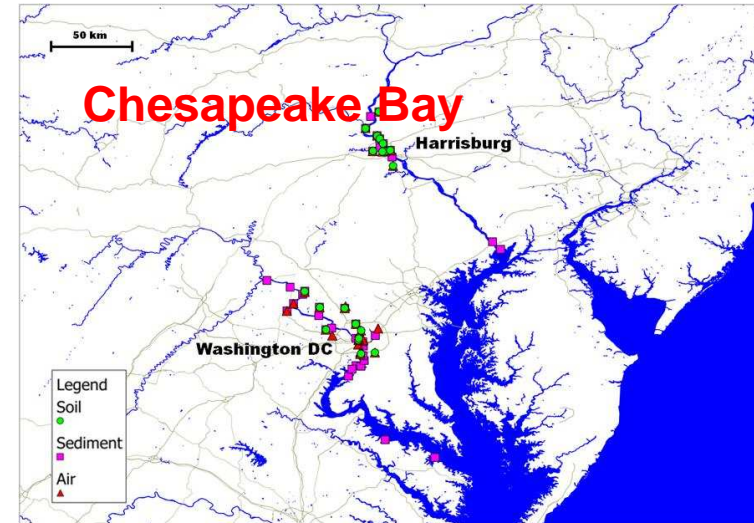 50 km
Chesapeake Bay
Harrisburg
Washington DC
Legend
Soil
Sediment
Air